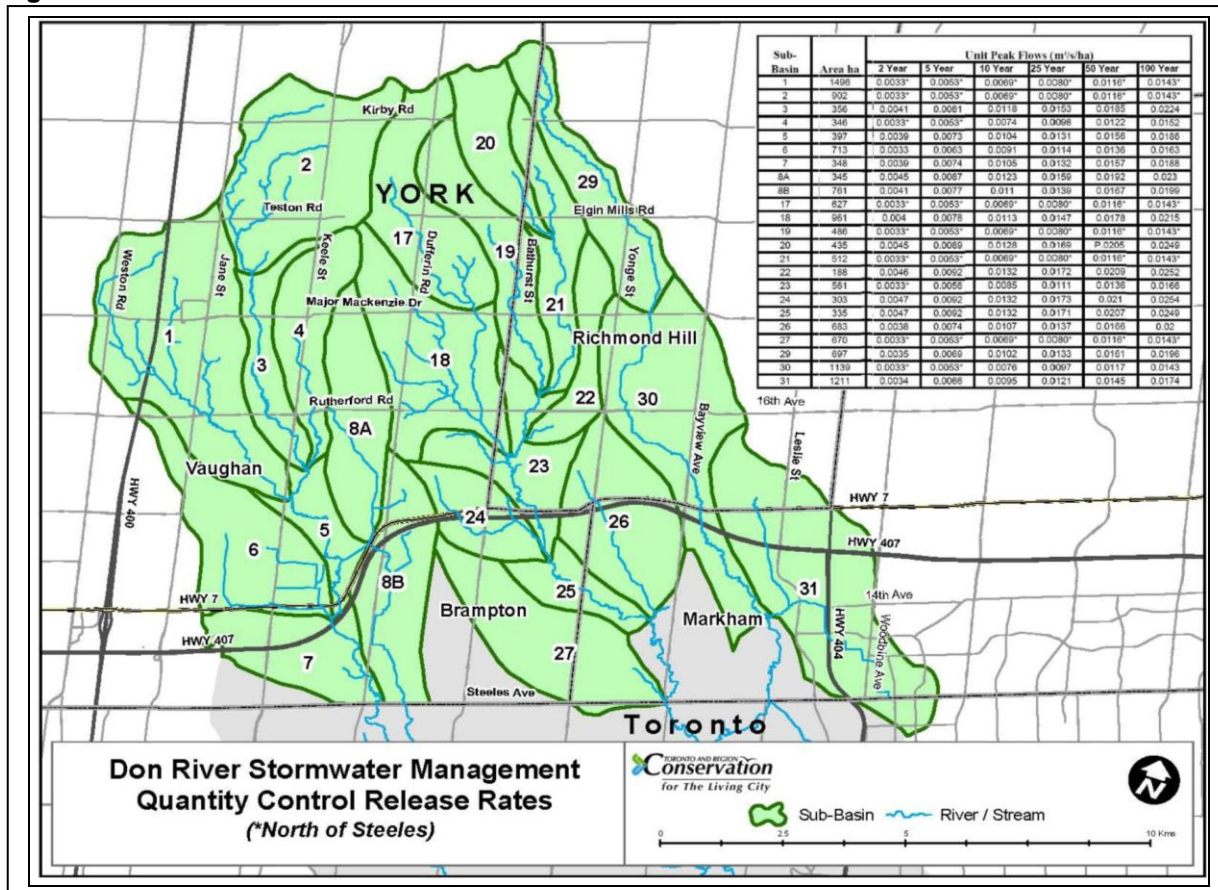 Sub-Basin Area ha Unit Peak Flows (m³/s/ha)
2 Year 5 Year 10 Year 25 Year 50 Year 100 Year
1 1496 0.0033* 0.0053* 0.0069* 0.0080* 0.0116* 0.0143*
2 902 0.0033* 0.0053* 0.0069* 0.0080* 0.0116* 0.0143*
3 356 0.0041 0.0081 0.0118 0.0153 0.0185 0.0224
4 346 0.0033* 0.0053* 0.0074 0.0098 0.0122 0.0152
5 397 0.0039 0.0073 0.0104 0.0131 0.0156 0.0186
6 713 0.0033 0.0063 0.0091 0.0114 0.0136 0.0163
7 348 0.0039 0.0074 0.0105 0.0132 0.0157 0.0188
8A 345 0.0045 0.0087 0.0123 0.0159 0.0192 0.023
8B 761 0.0041 0.0077 0.011 0.0139 0.0167 0.0199
17 627 0.0033* 0.0053* 0.0069* 0.0080* 0.0116* 0.0143*
18 961 0.004 0.0078 0.0113 0.0147 0.0178 0.0215
19 486 0.0033* 0.0053* 0.0069* 0.0080* 0.0116* 0.0143*
20 435 0.0045 0.0089 0.0128 0.0169 P.0205 0.0249
21 512 0.0033* 0.0053* 0.0069* 0.0080* 0.0116* 0.0143*
22 188 0.0046 0.0092 0.0132 0.0172 0.0209 0.0252
23 561 0.0033* 0.0056 0.0085 0.0111 0.0136 0.0166
24 303 0.0047 0.0092 0.0132 0.0173 0.021 0.0254
25 335 0.0047 0.0092 0.0132 0.0171 0.0207 0.0249
26 683 0.0038 0.0074 0.0107 0.0137 0.0166 0.02
27 670 0.0033* 0.0053* 0.0069* 0.0080* 0.0116* 0.0143*
29 697 0.0035 0.0069 0.0102 0.0133 0.0161 0.0196
30 1139 0.0033* 0.0053* 0.0076 0.0097 0.0117 0.0143
31 1211 0.0034 0.0066 0.0095 0.0121 0.0145 0.0174
Kirby Rd
20
2
YORK
29
Teston Rd
Elgin Mills Rd
17
19
Weston Rd
Jane St
Keele St
Dufferin Rd
Bathurst St
Yonge St
21
Major Mackenzie Dr
1
4
Richmond Hill
3
18
Rutherford Rd
22
30
16th Ave
8A
Bayview Ave
Leslie St
Vaughan
23
HWY 400
HWY 7
24
26
5
HWY 407
6
8B
25
31
14th Ave
HWY 7
Brampton
Markham
HWY 404
Woodbine Ave
HWY 407
7
27
Steeles Ave
Toronto
Don River Stormwater Management
Quantity Control Release Rates
(*North of Steeles)
TORONTO AND REGION
Conservation
for The Living City
Sub-Basin River / Stream
0 2.5 5 10 Kms